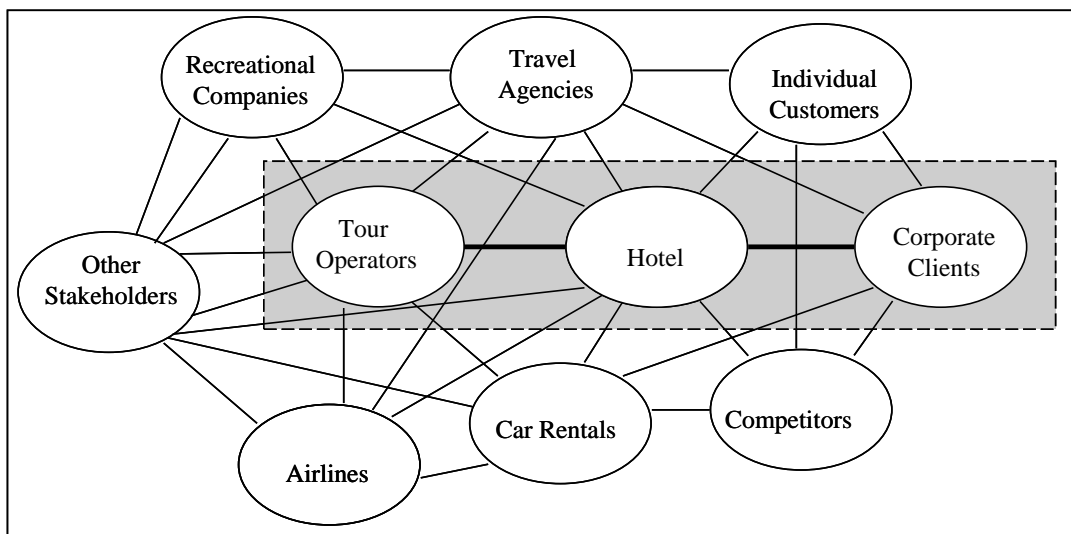 Recreational
Companies
Travel
Agencies
Individual
Customers
Tour
Operators
Hotel
Corporate
Clients
Other
Stakeholders
Airlines
Car Rentals
Competitors